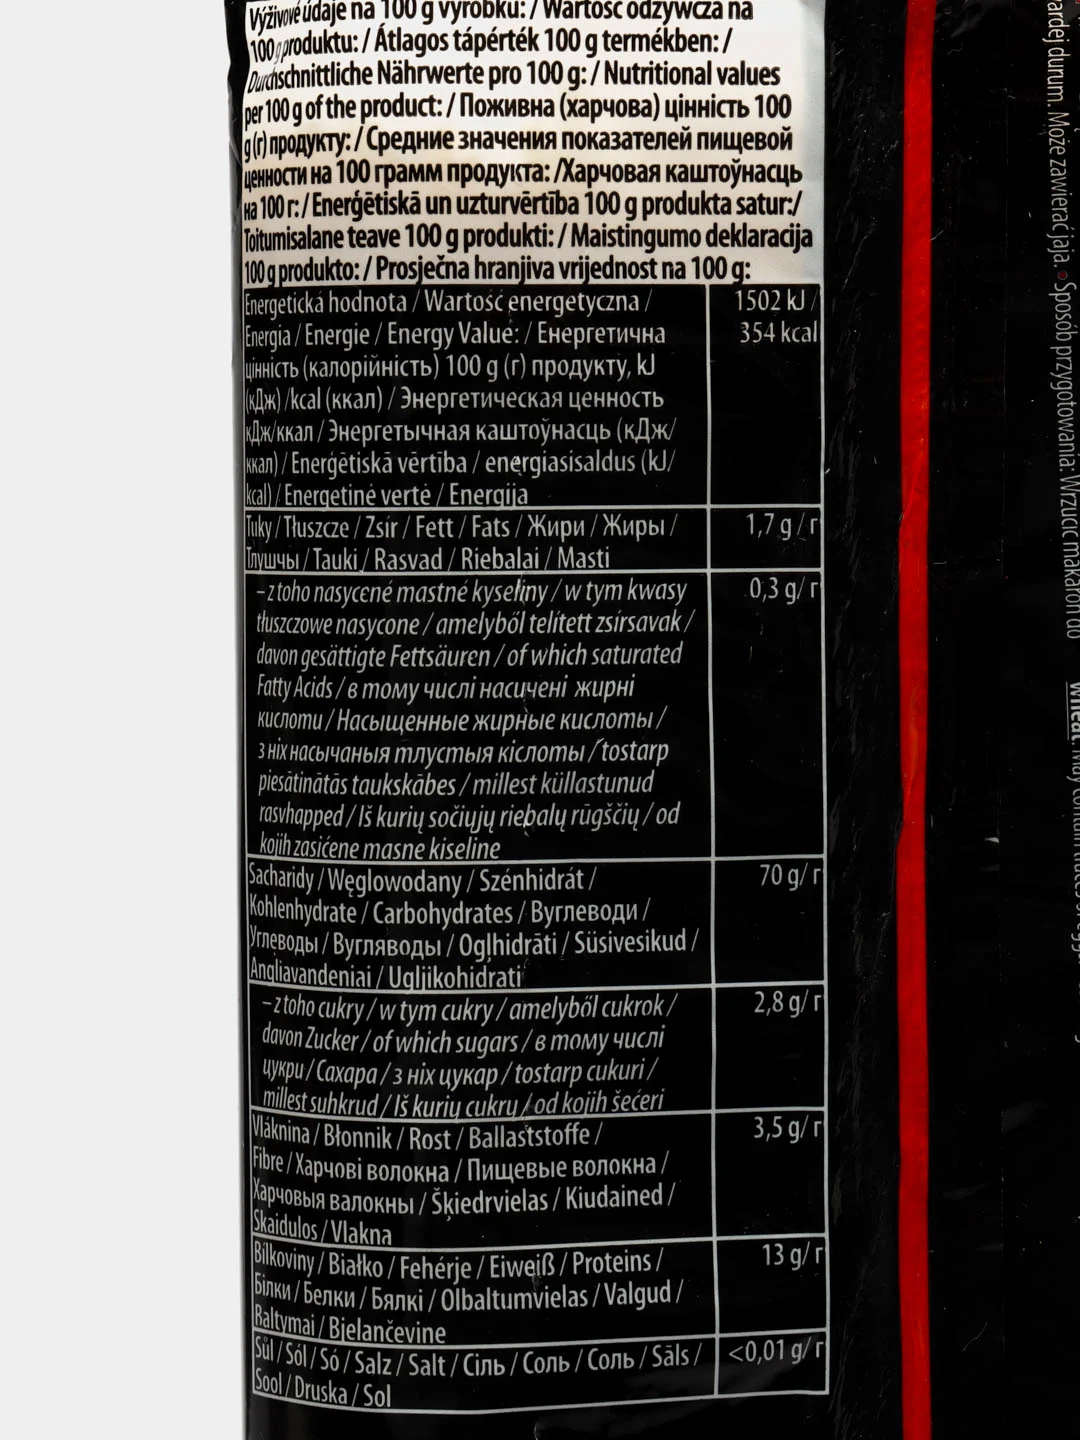 Výživové údaje na 100 g výrobku: / Wartość odżywcza na
100 g produktu: / Átlagos tápérték 100 g termékben: /
Durchschnittliche Nährwerte pro 100 g: / Nutritional values
per 100 g of the product: / Поживна (харчова) цінність 100
g (г) продукту: / Средние значения показателей пищевой
ценности на 100 грамм продукта: /Харчовая каштоўнасць
на 100 г: / Enerģētiskā un uzturvērtība 100 g produkta satur:/
Toitumisalane teave 100 g produkti: / Maistingumo deklaracija
100 g produkto: / Prosječna hranjiva vrijednost na 100 g:
Energetická hodnota / Wartość energetyczna / 1502 kJ /
Energia / Energie / Energy Value: / Енергетична 354 kcal
цінність (калорійність) 100 g (г) продукту, kJ
(кДж) /kcal (ккал) / Энергетическая ценность
кДж/ккал / Энергетычная каштоўнасць (кДж/
ккал) / Enerģētiskā vērtība / energiasisaldus (kJ/
kcal) / Energetinė vertė / Energija
Tuky / Tłuszcze / Zsír / Fett / Fats / Жири / Жиры / 1,7 g / г
Тлушчы / Tauki / Rasvad / Riebalai / Masti
– z toho nasycené mastné kyseliny / w tym kwasy 0,3 g/ г
tłuszczowe nasycone / amelyből telített zsírsavak /
davon gesättigte Fettsäuren / of which saturated
Fatty Acids / в тому числі насичені жирні
кислоти / Насыщенные жирные кислоты /
з ніх насычаныя тлустыя кіслоты / tostarp
piesātinātās taukskābes / millest küllastunud
rasvhapped / Iš kurių sočiųjų riebalų rūgščių / od
kojih zasićene masne kiseline
Sacharidy / Węglowodany / Szénhidrát / 70 g/ г
Kohlenhydrate / Carbohydrates / Вуглеводи /
Углеводы / Вугляводы / Ogļhidrāti / Süsivesikud /
Angliavandeniai / Ugljikohidrati
– z toho cukry / w tym cukry / amelyből cukrok / 2,8 g/ г
davon Zucker / of which sugars / в тому числі
цукри / Сахара / з ніх цукар / tostarp cukuri /
millest suhkrud / Iš kurių cukrų / od kojih šećeri
Vláknina / Błonnik / Rost / Ballaststoffe / 3,5 g/ г
Fibre / Харчові волокна / Пищевые волокна /
Харчовыя валокны / Šķiedrvielas / Kiudained /
Skaidulos / Vlakna
Bílkoviny / Białko / Fehérje / Eiweiß / Proteins / 13 g/ г
Білки / Белки / Бялкі / Olbaltumvielas / Valgud /
Baltymai / Bjelančevine
Sůl / Sól / Só / Salz / Salt / Сіль / Соль / Соль / Sāls / <0,01 g/ г
Sool / Druska / Sol
durum. Może zawierać jaja. • Sposób przygotowania: Wrzucić makaron do